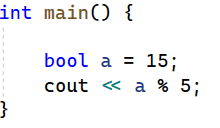 int main() {
bool a = 15;
cout << a % 5;
}